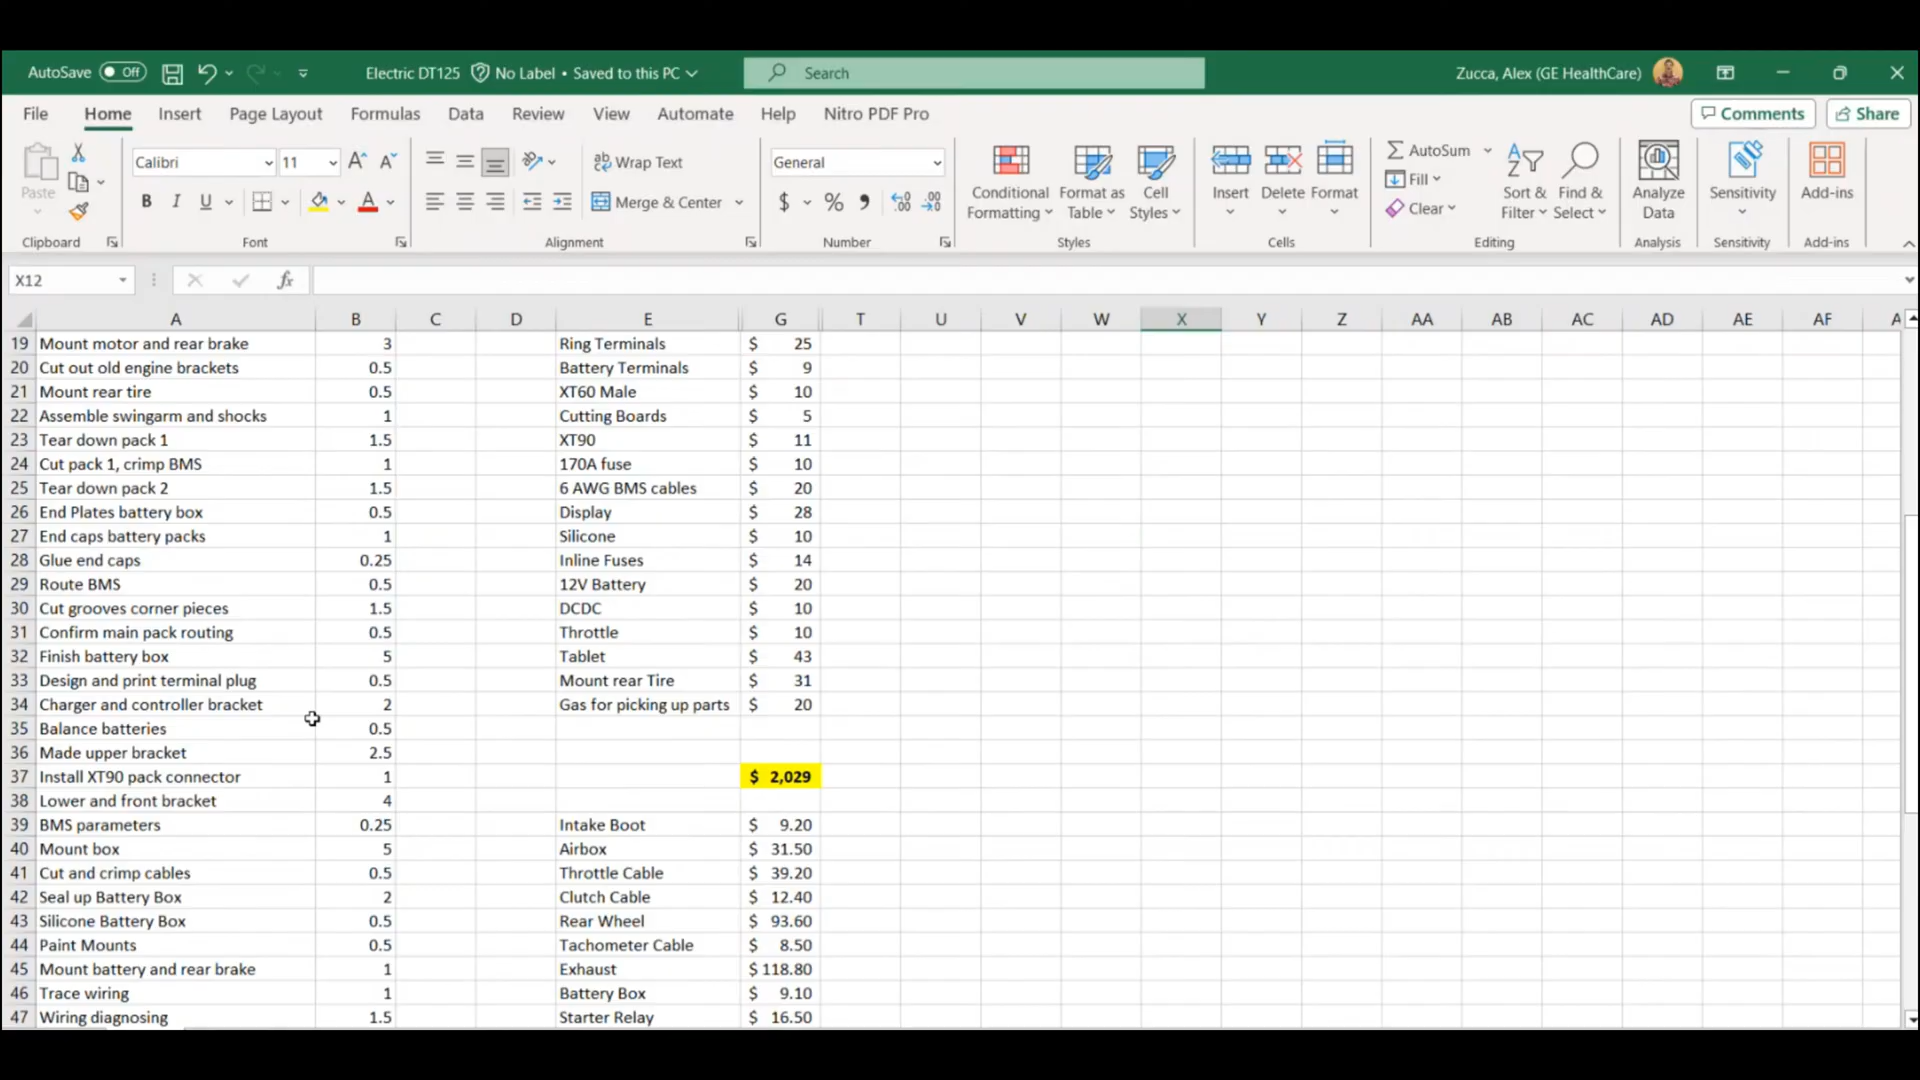 AutoSave Off Electric DT125 No Label • Saved to this PC Search Zucca, Alex (GE HealthCare)
File Home Insert Page Layout Formulas Data Review View Automate Help Nitro PDF Pro Comments Share
Paste Calibri 11 A A ab Wrap Text General Conditional Formatting Format as Table Cell Styles Insert Delete Format AutoSum Fill Clear Sort & Filter Find & Select Analyze Data Sensitivity Add-ins
B I U A Merge & Center $ % 9
Clipboard Font Alignment Number Styles Cells Editing Analysis Sensitivity Add-ins
X12 fx
A B C D E G T U V W X Y Z AA AB AC AD AE AF
19 Mount motor and rear brake 3 Ring Terminals $ 25
20 Cut out old engine brackets 0.5 Battery Terminals $ 9
21 Mount rear tire 0.5 XT60 Male $ 10
22 Assemble swingarm and shocks 1 Cutting Boards $ 5
23 Tear down pack 1 1.5 XT90 $ 11
24 Cut pack 1, crimp BMS 1 170A fuse $ 10
25 Tear down pack 2 1.5 6 AWG BMS cables $ 20
26 End Plates battery box 0.5 Display $ 28
27 End caps battery packs 1 Silicone $ 10
28 Glue end caps 0.25 Inline Fuses $ 14
29 Route BMS 0.5 12V Battery $ 20
30 Cut grooves corner pieces 1.5 DCDC $ 10
31 Confirm main pack routing 0.5 Throttle $ 10
32 Finish battery box 5 Tablet $ 43
33 Design and print terminal plug 0.5 Mount rear Tire $ 31
34 Charger and controller bracket 2 Gas for picking up parts $ 20
35 Balance batteries 0.5
36 Made upper bracket 2.5
37 Install XT90 pack connector 1 $ 2,029
38 Lower and front bracket 4
39 BMS parameters 0.25 Intake Boot $ 9.20
40 Mount box 5 Airbox $ 31.50
41 Cut and crimp cables 0.5 Throttle Cable $ 39.20
42 Seal up Battery Box 2 Clutch Cable $ 12.40
43 Silicone Battery Box 0.5 Rear Wheel $ 93.60
44 Paint Mounts 0.5 Tachometer Cable $ 8.50
45 Mount battery and rear brake 1 Exhaust $ 118.80
46 Trace wiring 1 Battery Box $ 9.10
47 Wiring diagnosing 1.5 Starter Relay $ 16.50